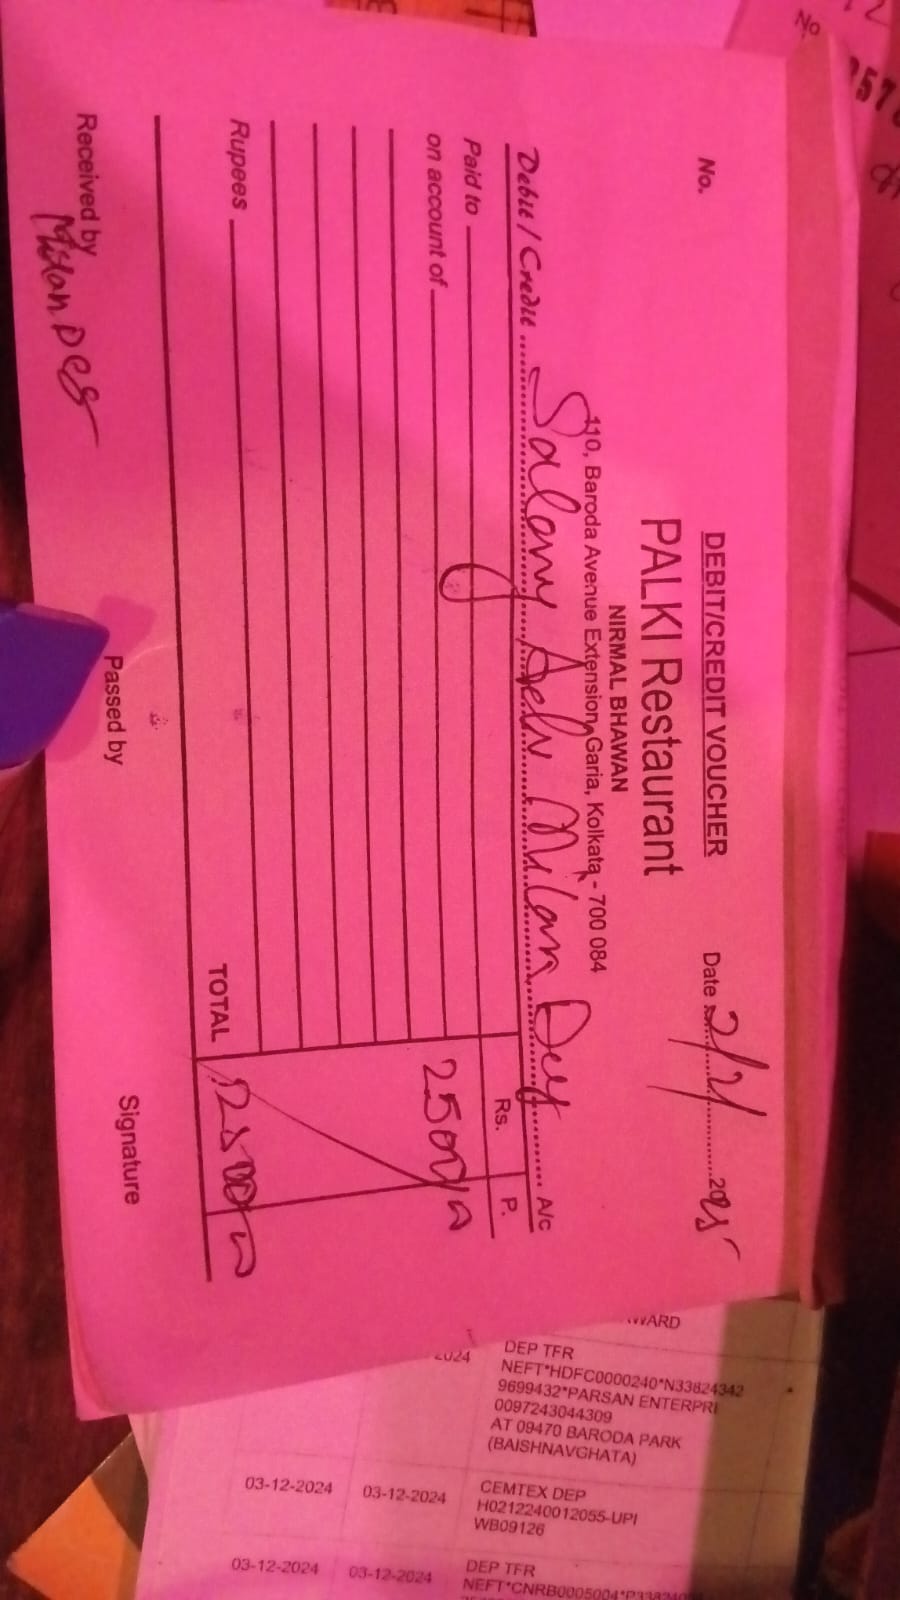 DEBIT/CREDIT VOUCHER
No.
Date 2/2/ 2025
PALKI Restaurant
NIRMAL BHAWAN
110, Baroda Avenue Extension, Garia, Kolkata - 700 084
Debit / Credit Salary Adv Milan Dey A/c
Rs. P.
Paid to
on account of
2500/-
Rupees
TOTAL 2500/-
Received by Passed by Signature
Milan Dey
No
WARD
2024 DEP TFR
NEFT*HDFC0000240*N33824342
9699432*PARSAN ENTERPRI
0097243044309
AT 09470 BARODA PARK
(BAISHNAVGHATA)
03-12-2024 03-12-2024 CEMTEX DEP
H0212240012055-UPI
WB09126
03-12-2024 03-12-2024 DEP TFR
NEFT*CNRB0005004*P